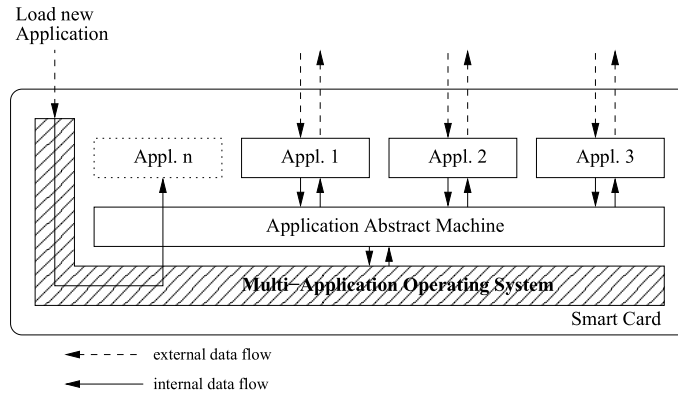 Load new
Application
Appl. n
Appl. 1
Appl. 2
Appl. 3
Application Abstract Machine
Multi−Application Operating System
Smart Card
external data flow
internal data flow